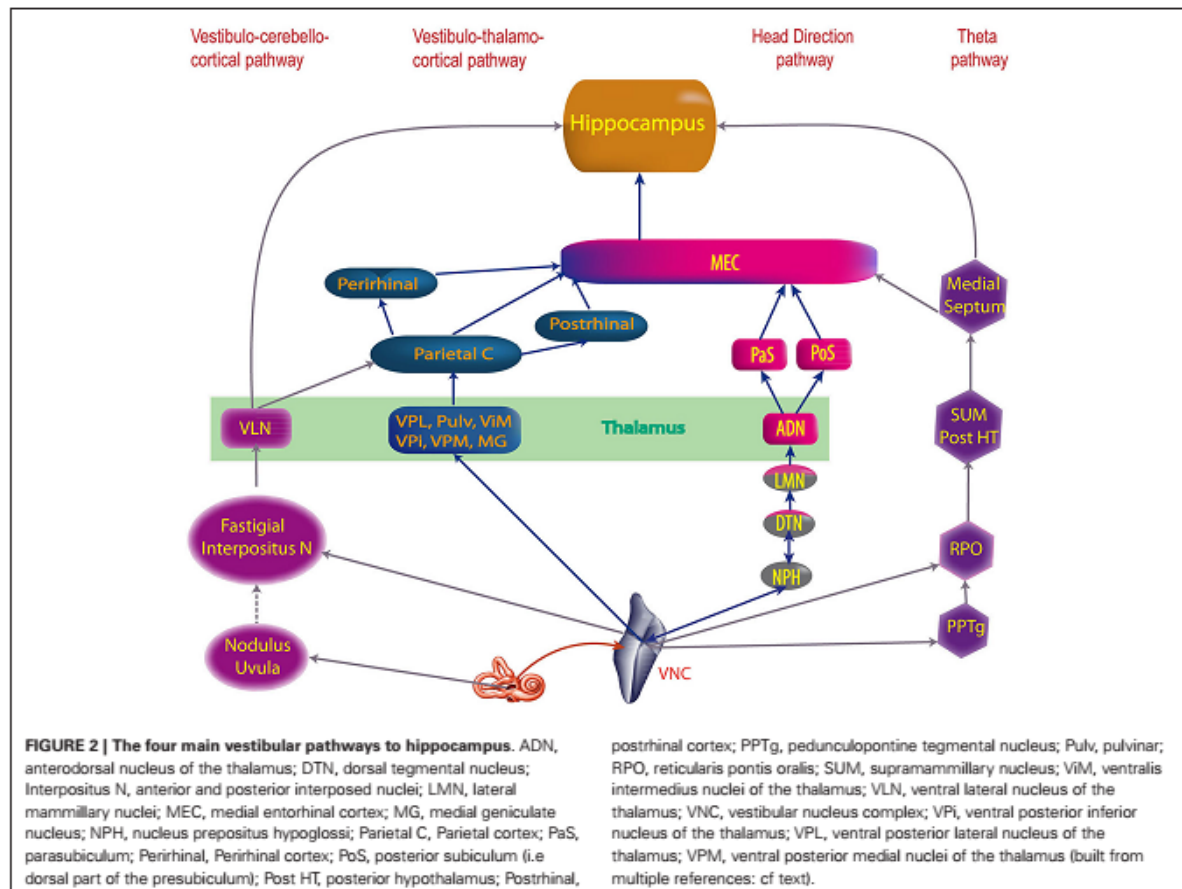 Vestibulo-cerebello-
cortical pathway
Vestibulo-thalamo-
cortical pathway
Head Direction
pathway
Theta
pathway
Hippocampus
MEC
Perirhinal
Postrhinal
Parietal C
PaS
PoS
Medial
Septum
VLN
VPL, Pulv, ViM
VPi, VPM, MG
Thalamus
ADN
SUM
Post HT
LMN
DTN
NPH
Fastigial
Interpositus N
RPO
PPTg
Nodulus
Uvula
VNC
FIGURE 2 | The four main vestibular pathways to hippocampus. ADN,
anterodorsal nucleus of the thalamus; DTN, dorsal tegmental nucleus;
Interpositus N, anterior and posterior interposed nuclei; LMN, lateral
mammillary nuclei; MEC, medial entorhinal cortex; MG, medial geniculate
nucleus; NPH, nucleus prepositus hypoglossi; Parietal C, Parietal cortex; PaS,
parasubiculum; Perirhinal, Perirhinal cortex; PoS, posterior subiculum (i.e
dorsal part of the presubiculum); Post HT, posterior hypothalamus; Postrhinal,
postrhinal cortex; PPTg, pedunculopontine tegmental nucleus; Pulv, pulvinar;
RPO, reticularis pontis oralis; SUM, supramammillary nucleus; ViM, ventralis
intermedius nuclei of the thalamus; VLN, ventral lateral nucleus of the
thalamus; VNC, vestibular nucleus complex; VPi, ventral posterior inferior
nucleus of the thalamus; VPL, ventral posterior lateral nucleus of the
thalamus; VPM, ventral posterior medial nuclei of the thalamus (built from
multiple references: cf text).